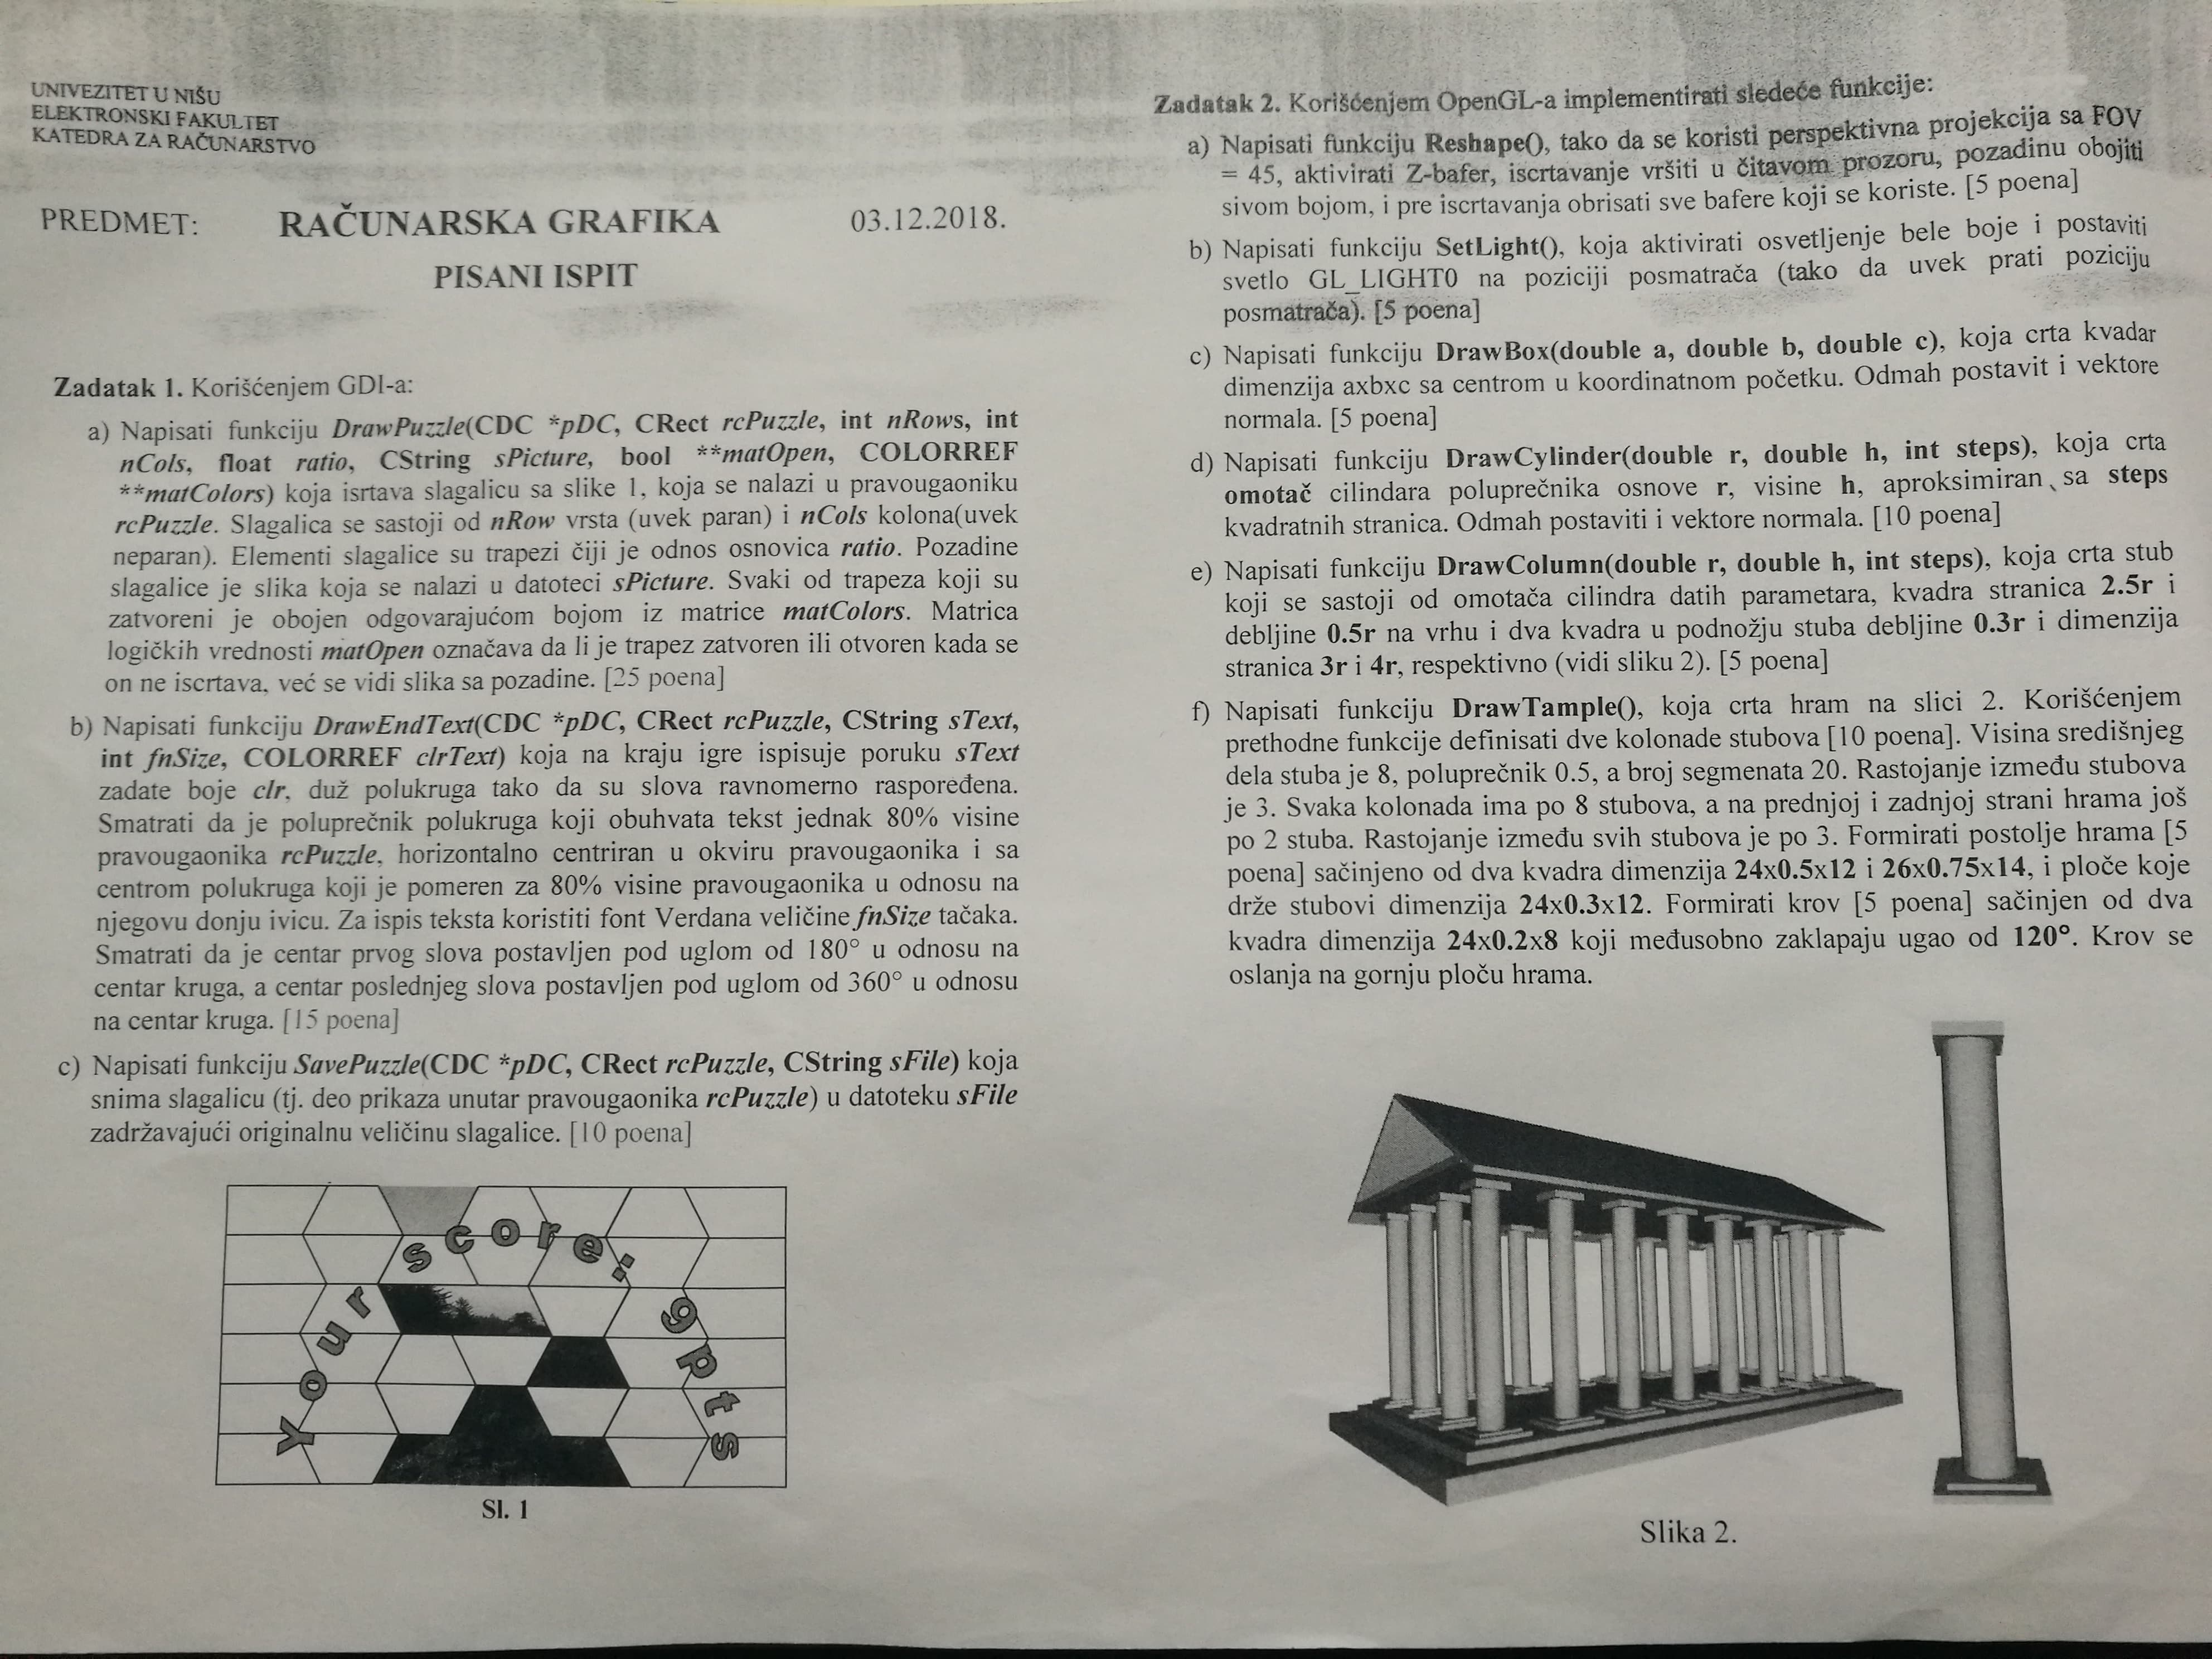 UNIVEZITET U NIŠU
ELEKTRONSKI FAKULTET
KATEDRA ZA RAČUNARSTVO
PREDMET: RAČUNARSKA GRAFIKA 03.12.2018.
PISANI ISPIT
Zadatak 1. Korišćenjem GDI-a:
a) Napisati funkciju DrawPuzzle(CDC *pDC, CRect rcPuzzle, int nRows, int
nCols, float ratio, CString sPicture, bool **matOpen, COLORREF
**matColors) koja isrtava slagalicu sa slike 1, koja se nalazi u pravougaoniku
rcPuzzle. Slagalica se sastoji od nRow vrsta (uvek paran) i nCols kolona(uvek
neparan). Elementi slagalice su trapezi čiji je odnos osnovica ratio. Pozadine
slagalice je slika koja se nalazi u datoteci sPicture. Svaki od trapeza koji su
zatvoreni je obojen odgovarajućom bojom iz matrice matColors. Matrica
logičkih vrednosti matOpen označava da li je trapez zatvoren ili otvoren kada se
on ne iscrtava, već se vidi slika sa pozadine. [25 poena]
b) Napisati funkciju DrawEndText(CDC *pDC, CRect rcPuzzle, CString sText,
int fnSize, COLORREF clrText) koja na kraju igre ispisuje poruku sText
zadate boje clr, duž polukruga tako da su slova ravnomerno raspoređena.
Smatrati da je poluprečnik polukruga koji obuhvata tekst jednak 80% visine
pravougaonika rcPuzzle, horizontalno centriran u okviru pravougaonika i sa
centrom polukruga koji je pomeren za 80% visine pravougaonika u odnosu na
njegovu donju ivicu. Za ispis teksta koristiti font Verdana veličine fnSize tačaka.
Smatrati da je centar prvog slova postavljen pod uglom od 180° u odnosu na
centar kruga, a centar poslednjeg slova postavljen pod uglom od 360° u odnosu
na centar kruga. [15 poena]
c) Napisati funkciju SavePuzzle(CDC *pDC, CRect rcPuzzle, CString sFile) koja
snima slagalicu (tj. deo prikaza unutar pravougaonika rcPuzzle) u datoteku sFile
zadržavajući originalnu veličinu slagalice. [10 poena]
Your score: 9 pts
Sl. 1
Zadatak 2. Korišćenjem OpenGL-a implementirati sledeće funkcije:
a) Napisati funkciju Reshape(), tako da se koristi perspektivna projekcija sa FOV
= 45, aktivirati Z-bafer, iscrtavanje vršiti u čitavom prozoru, pozadinu obojiti
sivom bojom, i pre iscrtavanja obrisati sve bafere koji se koriste. [5 poena]
b) Napisati funkciju SetLight(), koja aktivirati osvetljenje bele boje i postaviti
svetlo GL_LIGHT0 na poziciji posmatrača (tako da uvek prati poziciju
posmatrača). [5 poena]
c) Napisati funkciju DrawBox(double a, double b, double c), koja crta kvadar
dimenzija axbxc sa centrom u koordinatnom početku. Odmah postavit i vektore
normala. [5 poena]
d) Napisati funkciju DrawCylinder(double r, double h, int steps), koja crta
omotač cilindara poluprečnika osnove r, visine h, aproksimiran sa steps
kvadratnih stranica. Odmah postaviti i vektore normala. [10 poena]
e) Napisati funkciju DrawColumn(double r, double h, int steps), koja crta stub
koji se sastoji od omotača cilindra datih parametara, kvadra stranica 2.5r i
debljine 0.5r na vrhu i dva kvadra u podnožju stuba debljine 0.3r i dimenzija
stranica 3r i 4r, respektivno (vidi sliku 2). [5 poena]
f) Napisati funkciju DrawTample(), koja crta hram na slici 2. Korišćenjem
prethodne funkcije definisati dve kolonade stubova [10 poena]. Visina središnjeg
dela stuba je 8, poluprečnik 0.5, a broj segmenata 20. Rastojanje između stubova
je 3. Svaka kolonada ima po 8 stubova, a na prednjoj i zadnjoj strani hrama još
po 2 stuba. Rastojanje između svih stubova je po 3. Formirati postolje hrama [5
poena] sačinjeno od dva kvadra dimenzija 24x0.5x12 i 26x0.75x14, i ploče koje
drže stubovi dimenzija 24x0.3x12. Formirati krov [5 poena] sačinjen od dva
kvadra dimenzija 24x0.2x8 koji međusobno zaklapaju ugao od 120°. Krov se
oslanja na gornju ploču hrama.
Slika 2.